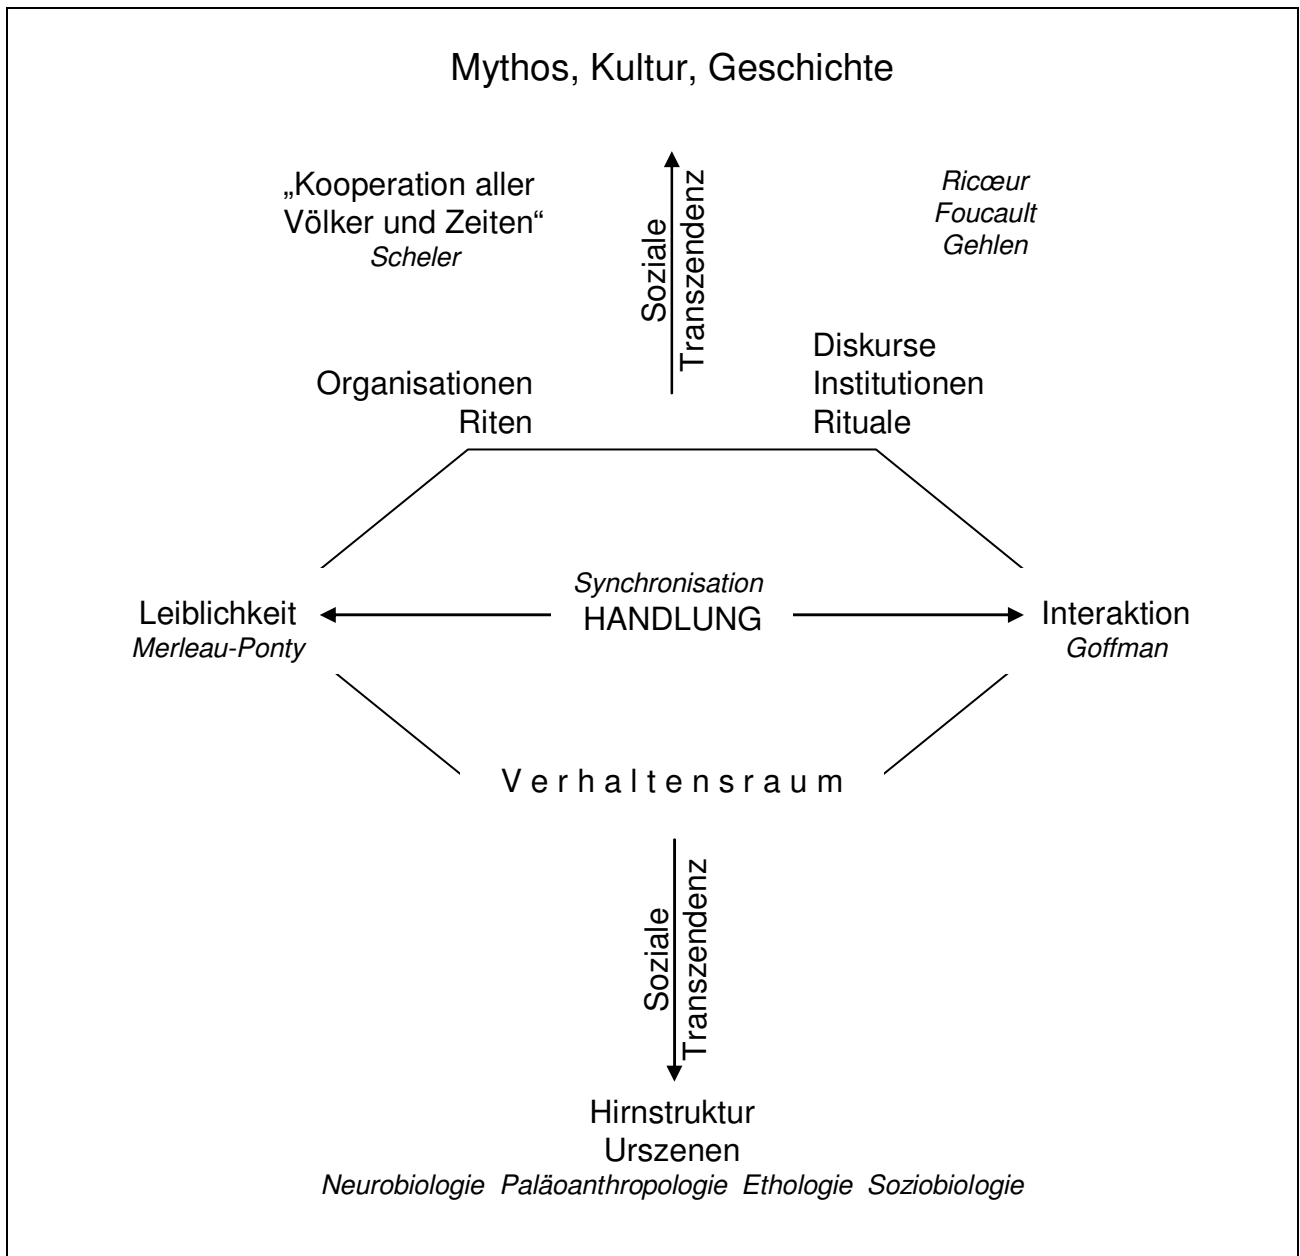 Mythos, Kultur, Geschichte
„Kooperation aller
Völker und Zeiten“
Scheler
Soziale
Transzendenz
Ricœur
Foucault
Gehlen
Organisationen
Riten
Diskurse
Institutionen
Rituale
Leiblichkeit
Merleau-Ponty
Synchronisation
HANDLUNG
Interaktion
Goffman
Verhaltensraum
Soziale
Transzendenz
Hirnstruktur
Urszenen
Neurobiologie Paläoanthropologie Ethologie Soziobiologie